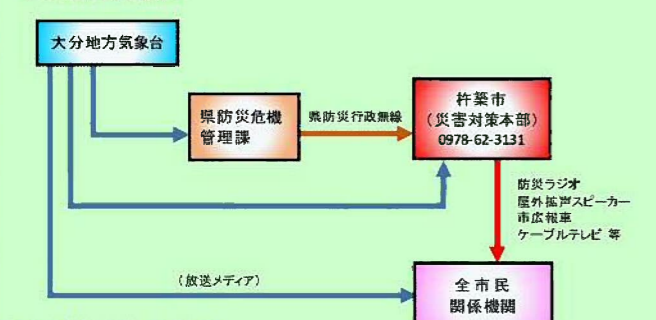 大分地方気象台
県防災危機
管理課
県防災行政無線
杵築市
(災害対策本部)
0978-62-3131
防災ラジオ
屋外拡声スピーカー
市広報車
ケーブルテレビ 等
(放送メディア)
全市民
関係機関